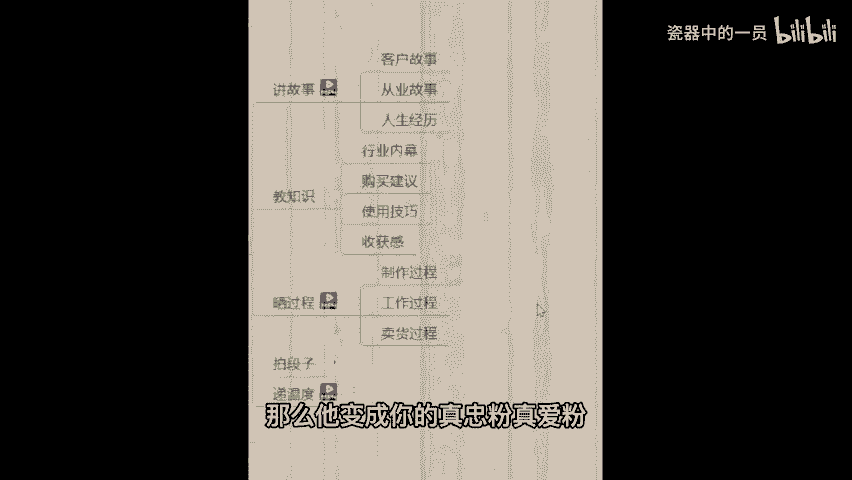 瓷器中的一员 bilibili
客户故事
讲故事
从业故事
人生经历
行业内幕
购买建议
教知识
使用技巧
收获感
制作过程
晒过程
工作过程
卖货过程
拍段子
递温度
那么他变成你的真忠粉真爱粉